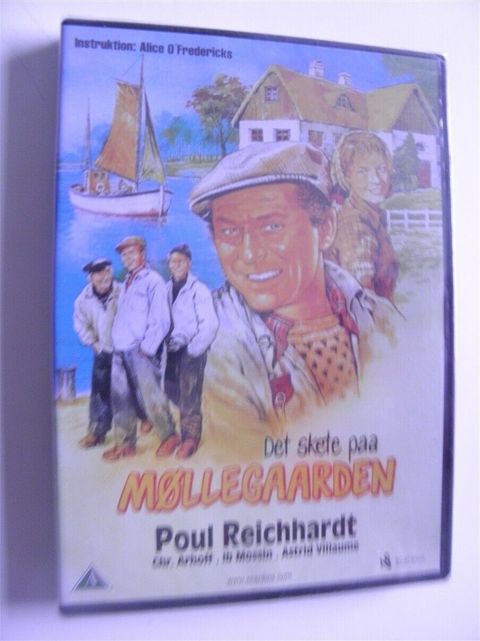 Instruktion: Alice O'Fredericks
Det skete paa
MØLLEGAARDEN
Poul Reichhardt
Chr. Arhoff . Ib Mossin . Astrid Villaume